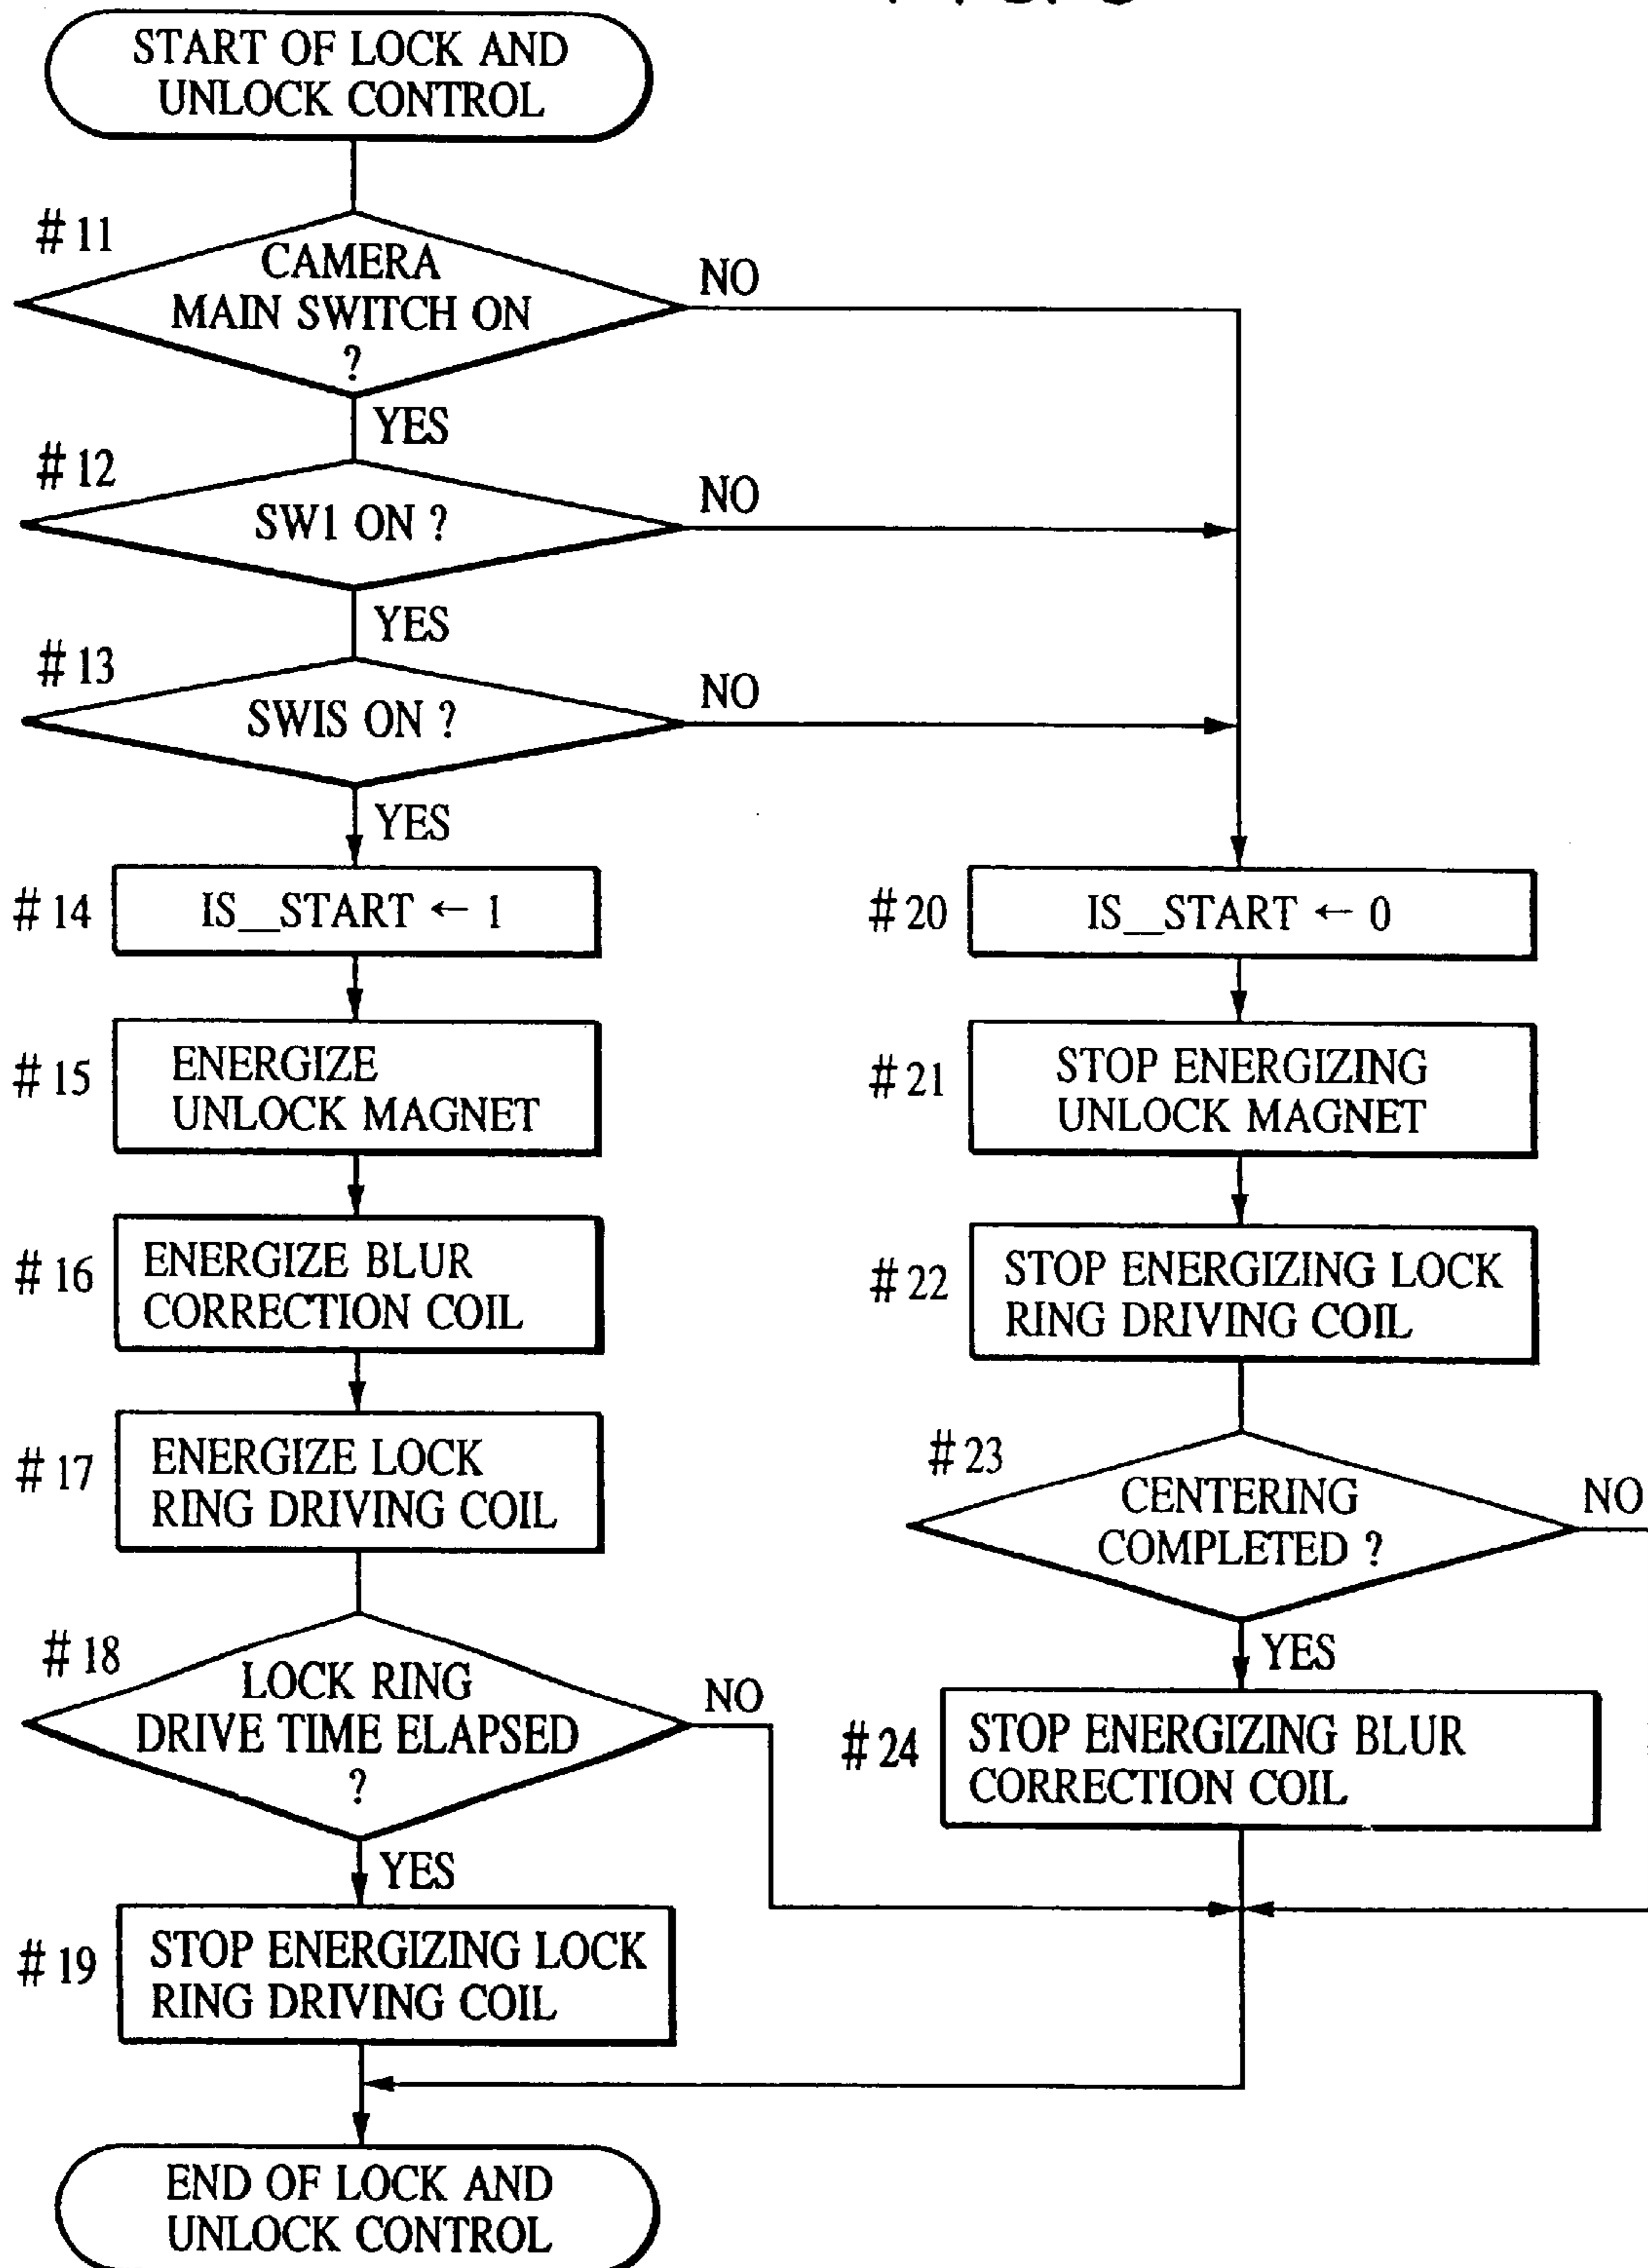 START OF LOCK AND
UNLOCK CONTROL
#11
CAMERA
MAIN SWITCH ON
?
NO
YES
#12
SW1 ON ?
NO
YES
#13
SWIS ON ?
NO
YES
#14
IS__START ← 1
#15
ENERGIZE
UNLOCK MAGNET
#16
ENERGIZE BLUR
CORRECTION COIL
#17
ENERGIZE LOCK
RING DRIVING COIL
#18
LOCK RING
DRIVE TIME ELAPSED
?
NO
YES
#19
STOP ENERGIZING LOCK
RING DRIVING COIL
#20
IS__START ← 0
#21
STOP ENERGIZING
UNLOCK MAGNET
#22
STOP ENERGIZING LOCK
RING DRIVING COIL
#23
CENTERING
COMPLETED ?
NO
YES
#24
STOP ENERGIZING BLUR
CORRECTION COIL
END OF LOCK AND
UNLOCK CONTROL